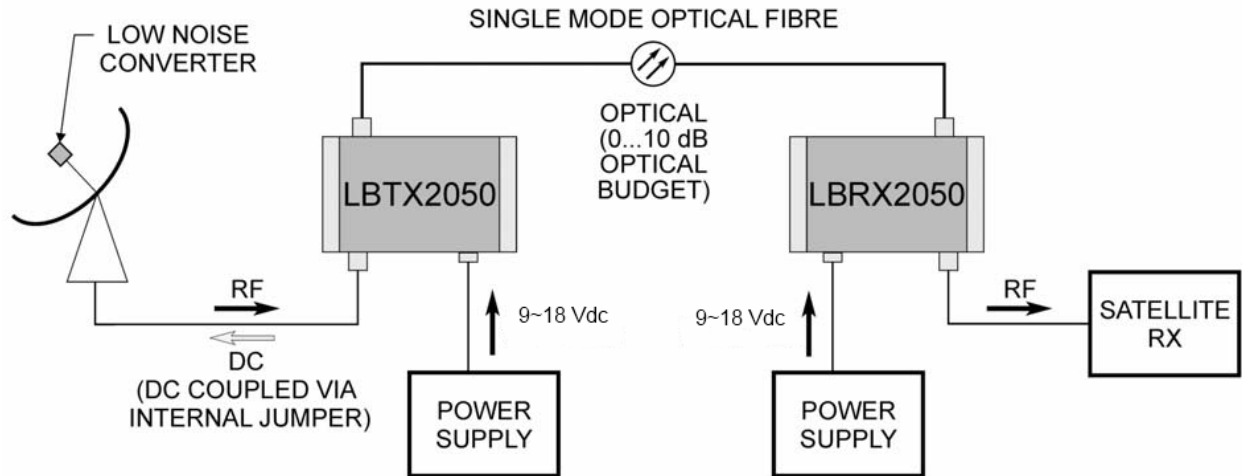 SINGLE MODE OPTICAL FIBRE
LOW NOISE
CONVERTER
OPTICAL
(0...10 dB
OPTICAL
BUDGET)
LBTX2050
LBRX2050
RF
DC
(DC COUPLED VIA
INTERNAL JUMPER)
9~18 Vdc
9~18 Vdc
RF
SATELLITE
RX
POWER
SUPPLY
POWER
SUPPLY